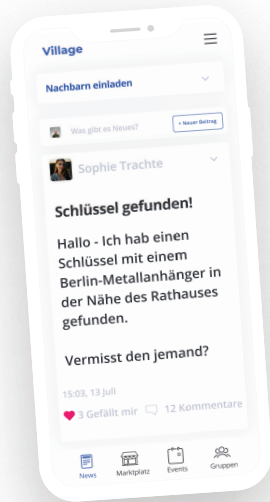 Village
Nachbarn einladen
Was gibt es Neues?
+ Neuer Beitrag
Sophie Trachte
Schlüssel gefunden!
Hallo - Ich hab einen
Schlüssel mit einem
Berlin-Metallanhänger in
der Nähe des Rathauses
gefunden.
Vermisst den jemand?
15:03, 13 Juli
3 Gefällt mir
12 Kommentare
News
Marktplatz
Events
Gruppen